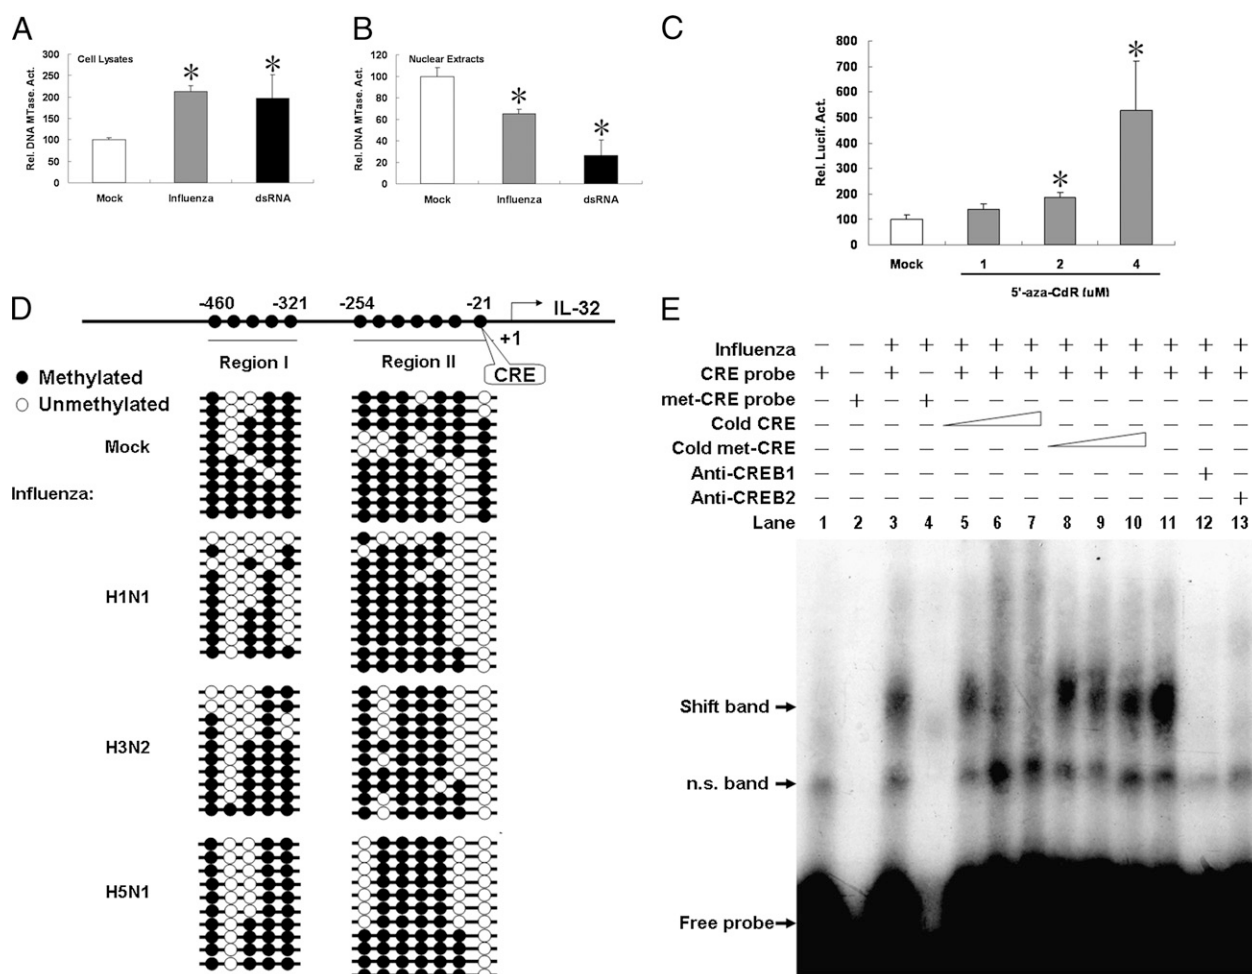 A
Cell Lysates
Rel. DNA MTase. Act.
300
250
200
150
100
50
0
*
*
Mock Influenza dsRNA
B
Nuclear Extracts
Rel. DNA MTase. Act.
120
100
80
60
40
20
0
*
*
Mock Influenza dsRNA
C
Rel. Lucif. Act.
800
700
600
500
400
300
200
100
0
*
*
Mock 1 2 4
5'-aza-CdR (uM)
D
-460 -321 -254 -21 IL-32
+1
Region I Region II
CRE
Methylated
Unmethylated
Mock
Influenza:
H1N1
H3N2
H5N1
E
Influenza — — + + + + + + + + + + +
CRE probe + — + — + + + + + + + + +
met-CRE probe — + — + — — — — — — — — —
Cold CRE — — — — — — — — — —
Cold met-CRE — — — — — — — — — —
Anti-CREB1 — — — — — — — — — — — + —
Anti-CREB2 — — — — — — — — — — — — +
Lane 1 2 3 4 5 6 7 8 9 10 11 12 13
Shift band
n.s. band
Free probe